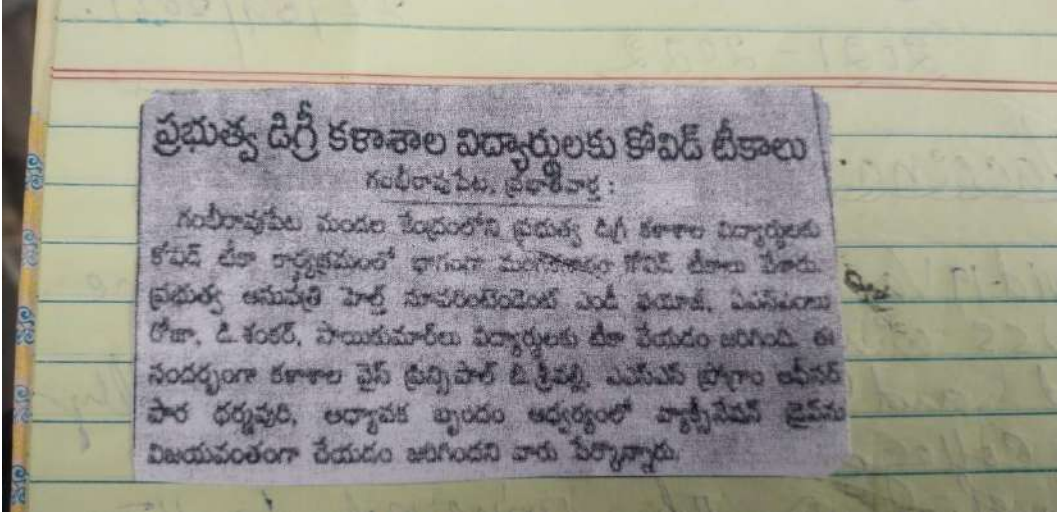 2021-2022
ప్రభుత్వ డిగ్రీ కళాశాల విద్యార్థులకు కోవిడ్ టీకాలు
గంభీరావుపేట, ప్రభాతవార్త :
గంభీరావుపేట మండల కేంద్రంలోని ప్రభుత్వ డిగ్రీ కళాశాల విద్యార్థులకు
కోవిడ్ టీకా కార్యక్రమంలో భాగంగా మంగళవారం కోవిడ్ టీకాలు వేశారు.
ప్రభుత్వ ఆసుపత్రి హెల్త్ సూపరింటెండెంట్ ఎండీ ఫయాజ్, ఏఎన్ఎంలు
రోజా, డి.శంకర్, సాయికుమార్‌లు విద్యార్థులకు టీకా వేయడం జరిగింది. ఈ
సందర్భంగా కళాశాల వైస్ ప్రిన్సిపాల్ డి.శ్రీవల్లి, ఎన్ఎస్ఎస్ ప్రోగ్రాం ఆఫీసర్
పార ధర్మపురి, అధ్యాపక బృందం ఆధ్వర్యంలో వ్యాక్సినేషన్ డ్రైవ్‌ను
విజయవంతంగా చేయడం జరిగిందని వారు పేర్కొన్నారు.